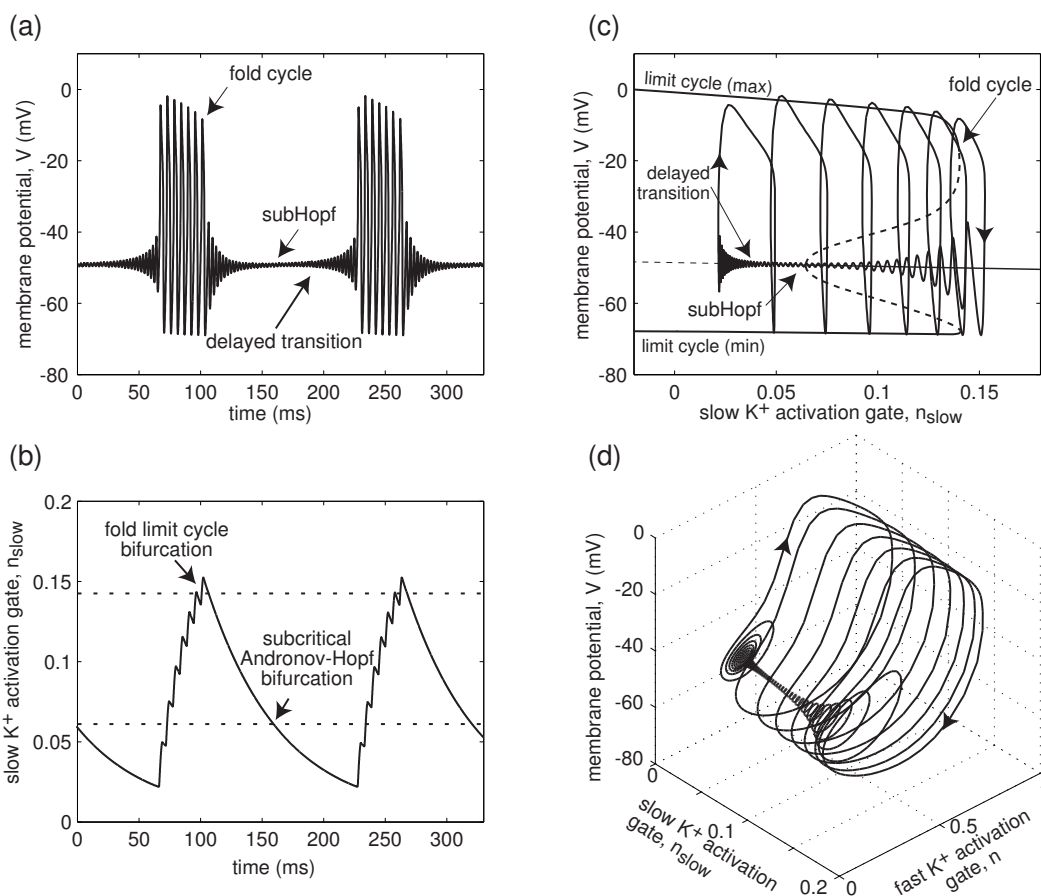 (a)
0
-20
-40
-60
-80
membrane potential, V (mV)
fold cycle
subHopf
delayed transition
0
50
100
150
200
250
300
time (ms)
(c)
0
-20
-40
-60
-80
membrane potential, V (mV)
limit cycle (max)
fold cycle
delayed
transition
subHopf
limit cycle (min)
0
0.05
0.1
0.15
slow K+ activation gate, nslow
(b)
0.2
0.15
0.1
0.05
0
slow K+ activation gate, nslow
fold limit cycle
bifurcation
subcritical
Andronov-Hopf
bifurcation
0
50
100
150
200
250
300
time (ms)
(d)
0
-20
-40
-60
-80
membrane potential, V (mV)
0
0.1
0.2
slow K+ activation
gate, nslow
0
0.5
fast K+ activation
gate, n